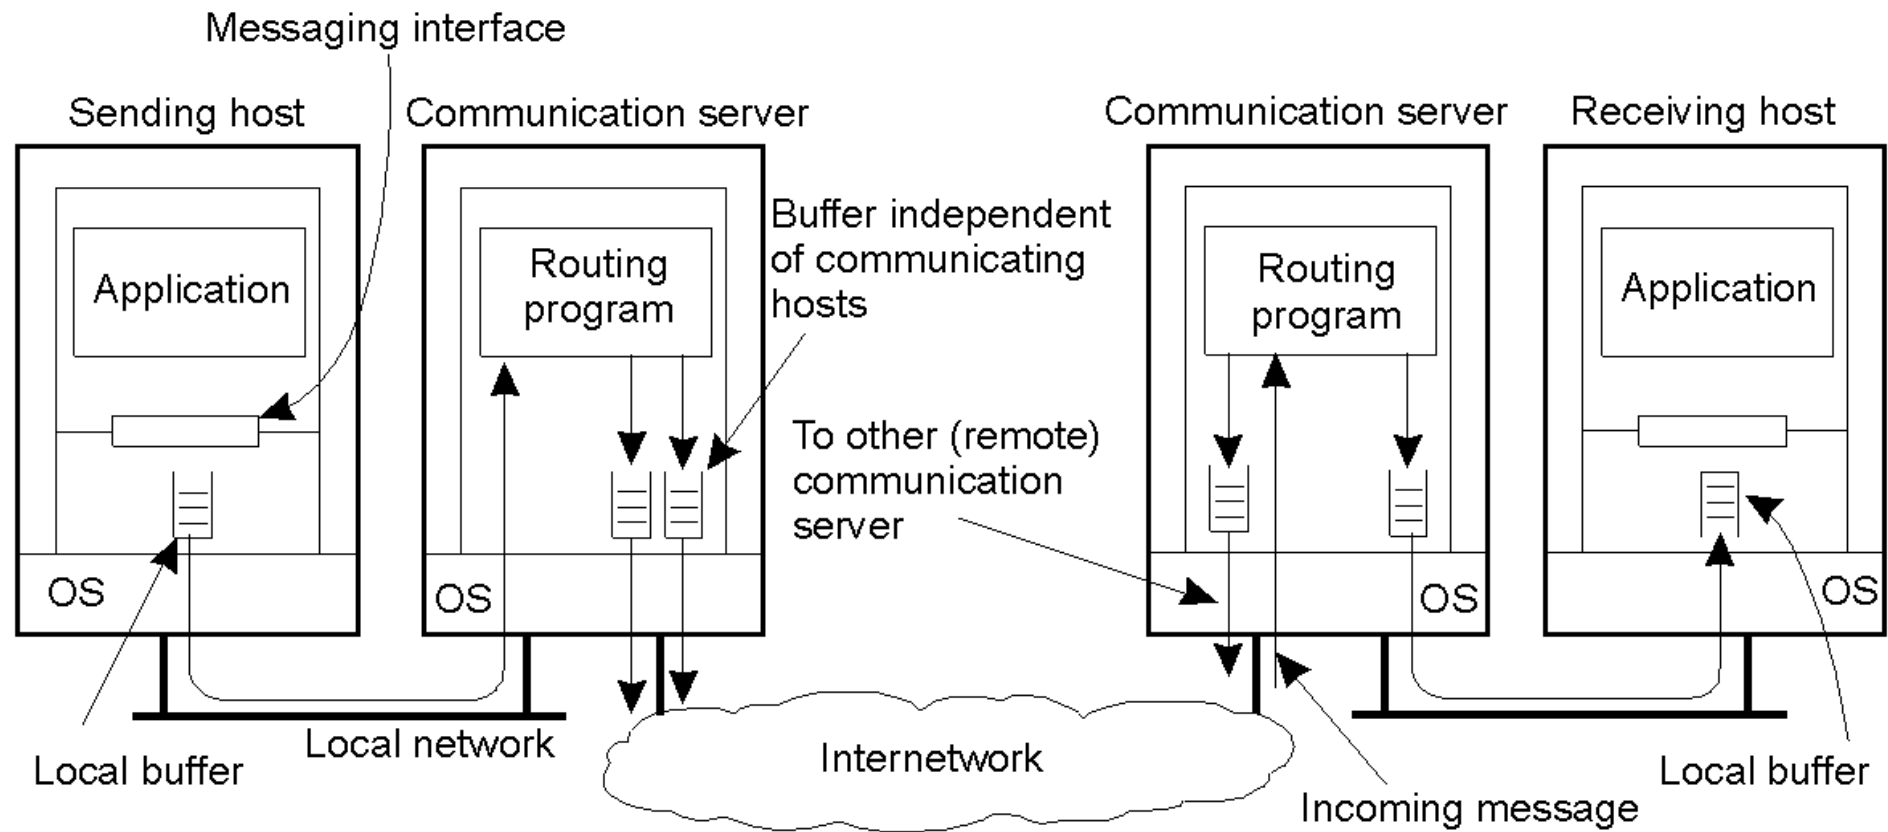 Messaging interface
Sending host
Communication server
Communication server
Receiving host
Buffer independent
of communicating
hosts
Application
Routing
program
Routing
program
Application
To other (remote)
communication
server
OS
OS
OS
OS
Local network
Local buffer
Internetwork
Incoming message
Local buffer